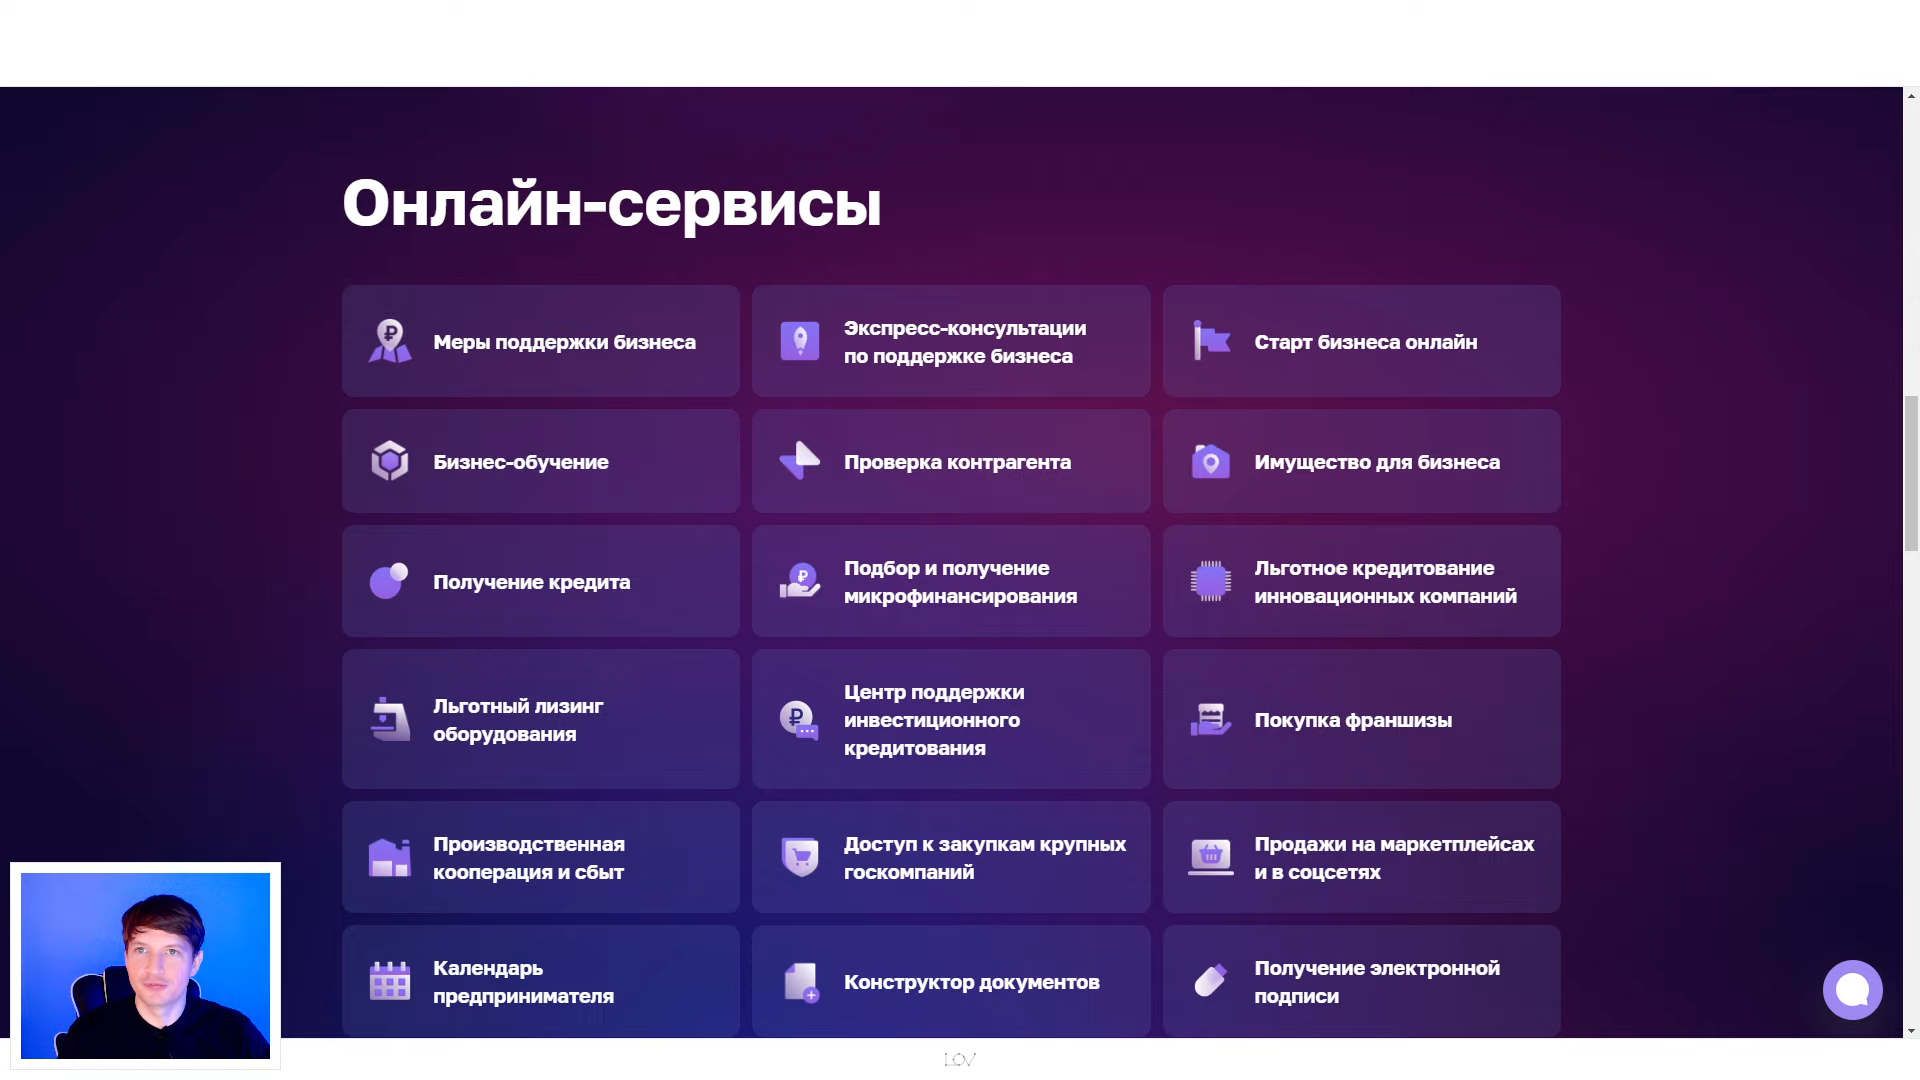 Онлайн-сервисы
Меры поддержки бизнеса
Экспресс-консультации
по поддержке бизнеса
Старт бизнеса онлайн
Бизнес-обучение
Проверка контрагента
Имущество для бизнеса
Получение кредита
Подбор и получение
микрофинансирования
Льготное кредитование
инновационных компаний
Льготный лизинг
оборудования
Центр поддержки
инвестиционного
кредитования
Покупка франшизы
Производственная
кооперация и сбыт
Доступ к закупкам крупных
госкомпаний
Продажи на маркетплейсах
и в соцсетях
Календарь
предпринимателя
Конструктор документов
Получение электронной
подписи
LOV